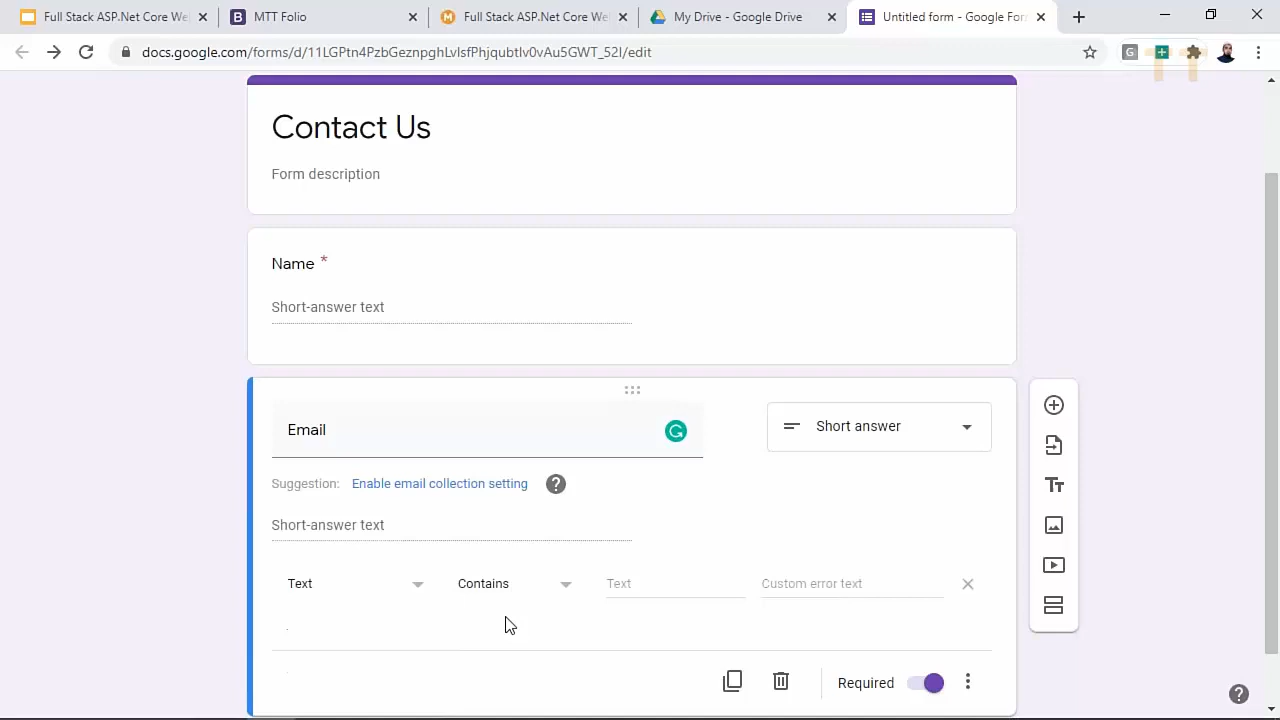 Full Stack ASP.Net Core We
MTT Folio
Full Stack ASP.Net Core We
My Drive - Google Drive
Untitled form - Google For
docs.google.com/forms/d/11LGPtn4PzbGeznpghLvIsfPhjqubtIv0vAu5GWT_52I/edit
Contact Us
Form description
Name *
Short-answer text
Email
Short answer
Suggestion: Enable email collection setting
Short-answer text
Text Contains Text Custom error text
Required